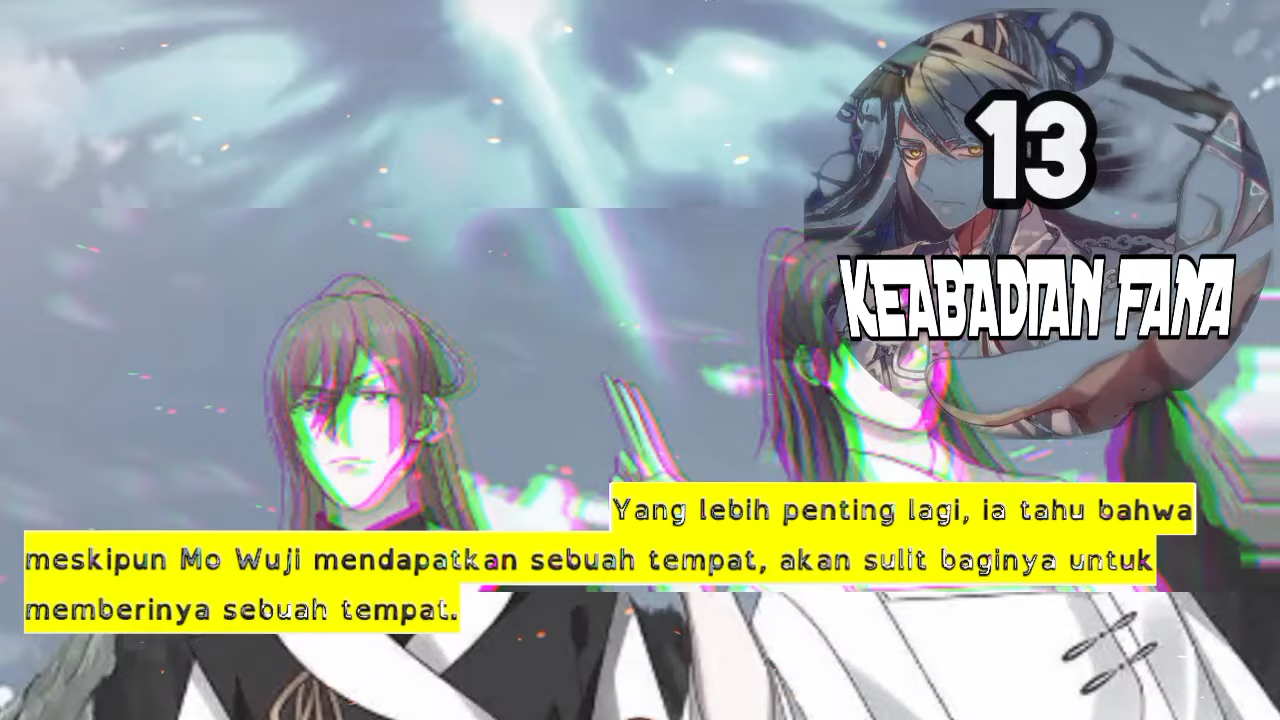 13
KEABADIAN FANA
Yang lebih penting lagi, ia tahu bahwa
meskipun Mo Wuji mendapatkan sebuah tempat, akan sulit baginya untuk
memberinya sebuah tempat.